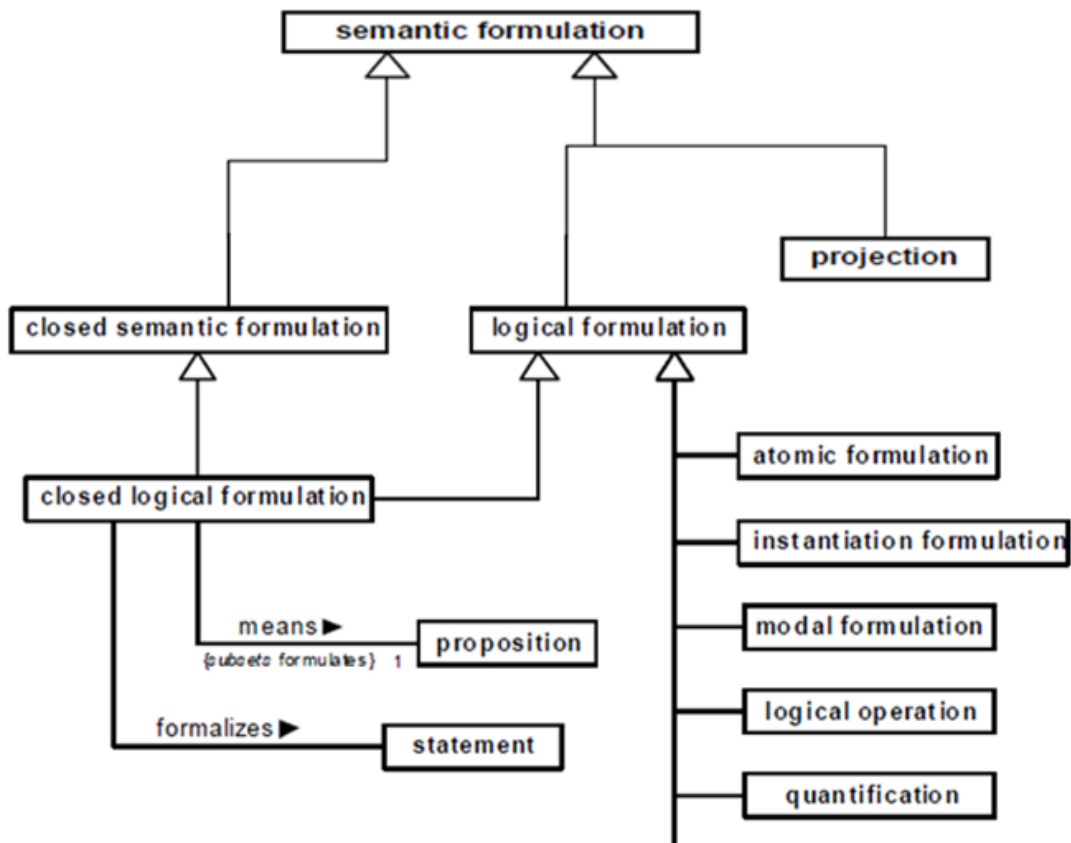 semantic formulation
projection
closed semantic formulation
logical formulation
atomic formulation
closed logical formulation
instantiation formulation
means ►
{subsets formulates} 1
proposition
modal formulation
formalizes ►
statement
logical operation
quantification